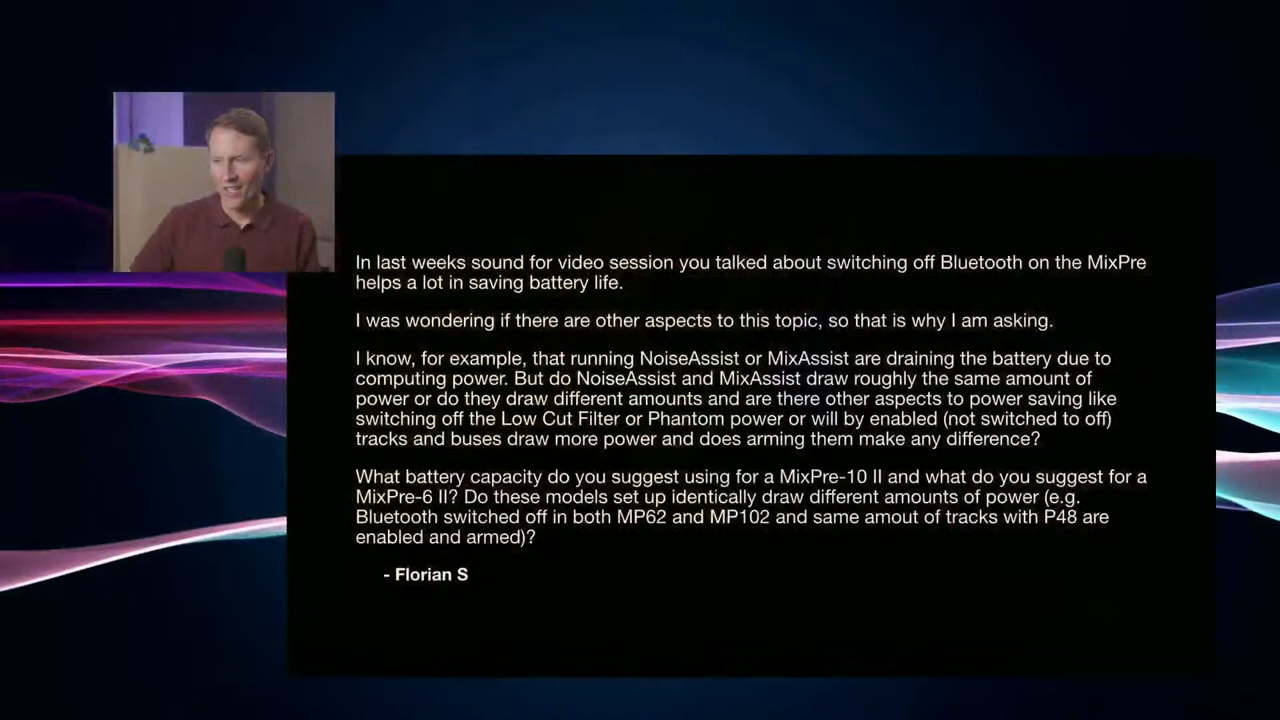 In last weeks sound for video session you talked about switching off Bluetooth on the MixPre
helps a lot in saving battery life.
I was wondering if there are other aspects to this topic, so that is why I am asking.
I know, for example, that running NoiseAssist or MixAssist are draining the battery due to
computing power. But do NoiseAssist and MixAssist draw roughly the same amount of
power or do they draw different amounts and are there other aspects to power saving like
switching off the Low Cut Filter or Phantom power or will by enabled (not switched to off)
tracks and buses draw more power and does arming them make any difference?
What battery capacity do you suggest using for a MixPre-10 II and what do you suggest for a
MixPre-6 II? Do these models set up identically draw different amounts of power (e.g.
Bluetooth switched off in both MP62 and MP102 and same amout of tracks with P48 are
enabled and armed)?
- Florian S